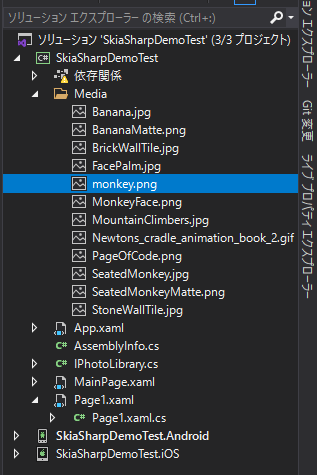 ソリューション エクスプローラー の検索 (Ctrl+:)
ソリューション 'SkiaSharpDemoTest' (3/3 プロジェクト)
SkiaSharpDemoTest
依存関係
Media
Banana.jpg
BananaMatte.png
BrickWallTile.jpg
FacePalm.jpg
monkey.png
MonkeyFace.png
MountainClimbers.jpg
Newtons_cradle_animation_book_2.gif
PageOfCode.png
SeatedMonkey.jpg
SeatedMonkeyMatte.png
StoneWallTile.jpg
App.xaml
AssemblyInfo.cs
IPhotoLibrary.cs
MainPage.xaml
Page1.xaml
Page1.xaml.cs
SkiaSharpDemoTest.Android
SkiaSharpDemoTest.iOS
ョン エクスプローラー
Git 変更
ライブ プロパティ エクスプローラー